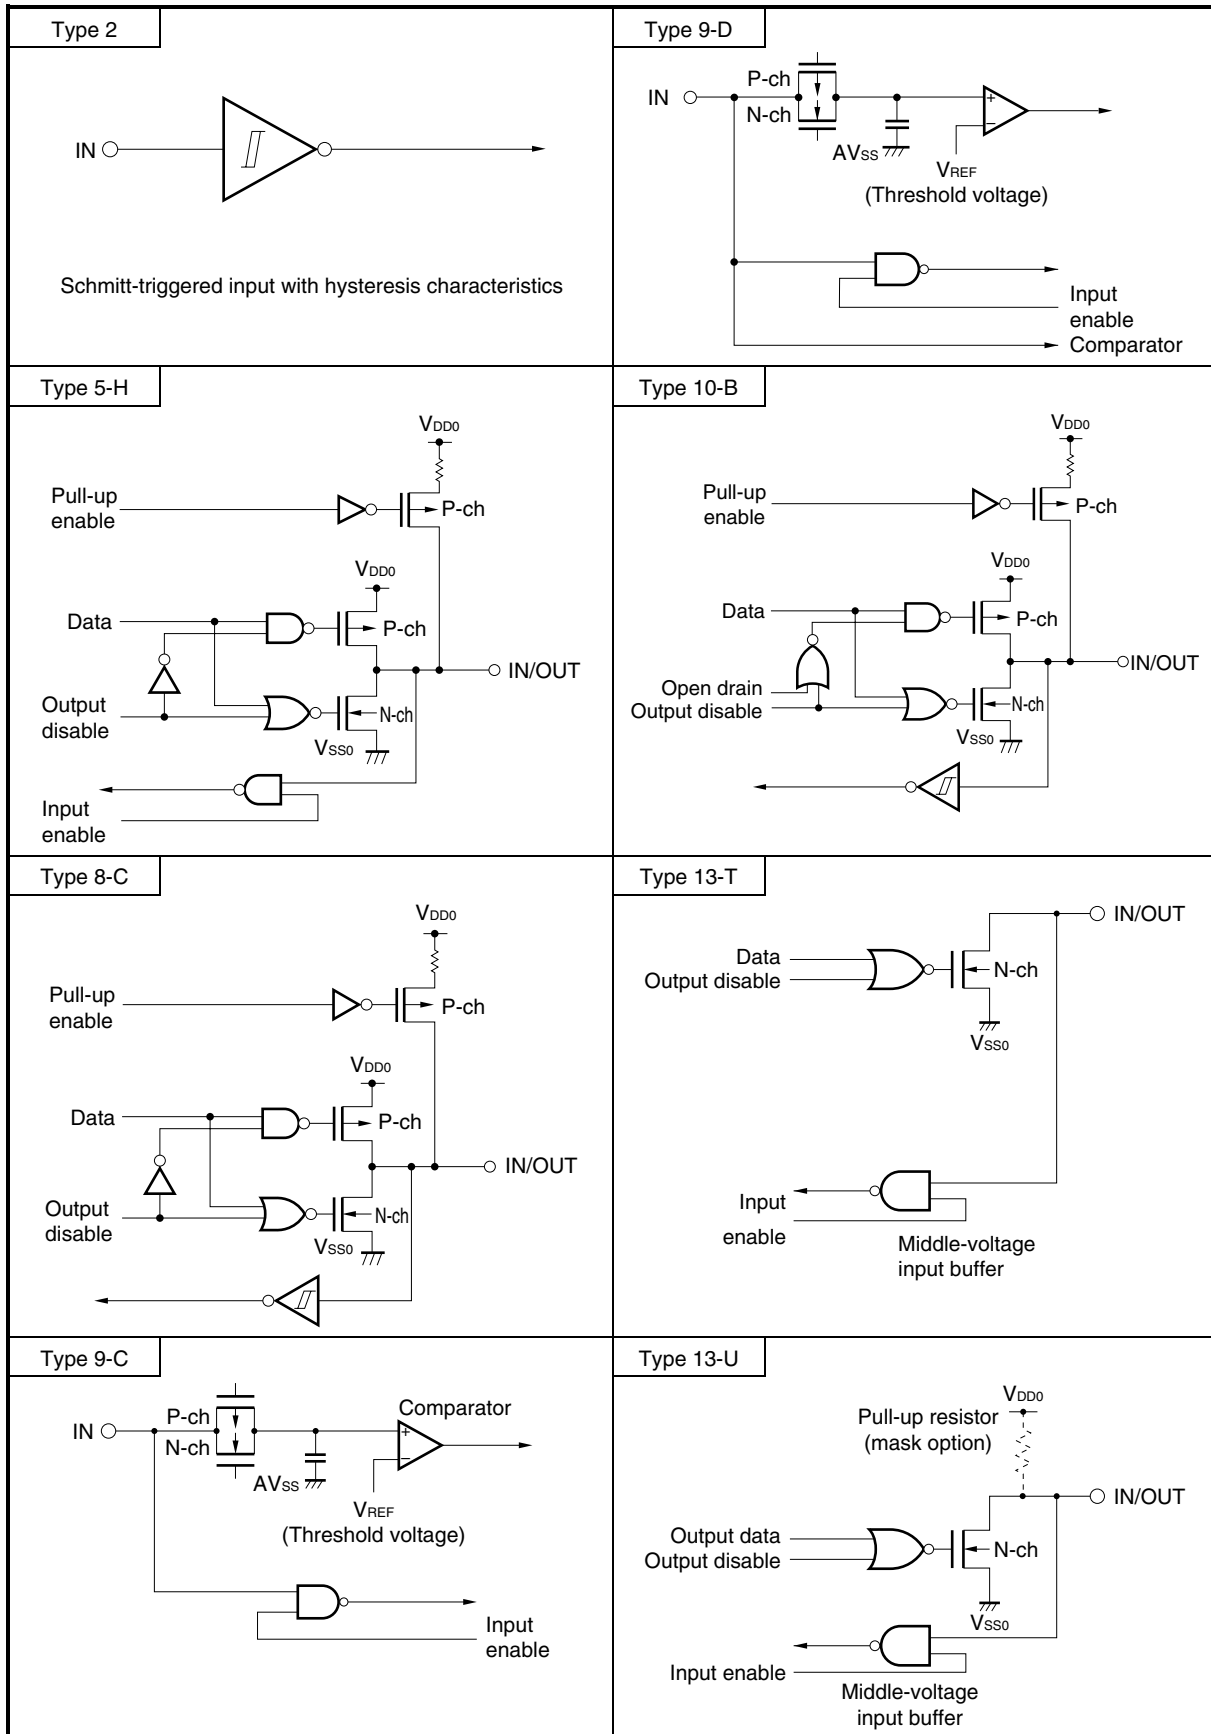 Type 2
IN
Schmitt-triggered input with hysteresis characteristics
Type 9-D
P-ch
IN
N-ch
AVSS
VREF
(Threshold voltage)
Input
enable
Comparator
Type 5-H
VDD0
Pull-up
enable
P-ch
VDD0
Data
P-ch
IN/OUT
Output
disable
N-ch
VSS0
Input
enable
Type 10-B
VDD0
Pull-up
enable
P-ch
VDD0
Data
P-ch
IN/OUT
Open drain
Output disable
N-ch
VSS0
Type 8-C
VDD0
Pull-up
enable
P-ch
VDD0
Data
P-ch
IN/OUT
Output
disable
N-ch
VSS0
Type 13-T
IN/OUT
Data
Output disable
N-ch
VSS0
Input
enable
Middle-voltage
input buffer
Type 9-C
P-ch
Comparator
IN
N-ch
AVSS
VREF
(Threshold voltage)
Input
enable
Type 13-U
VDD0
Pull-up resistor
(mask option)
IN/OUT
Output data
Output disable
N-ch
VSS0
Input enable
Middle-voltage
input buffer